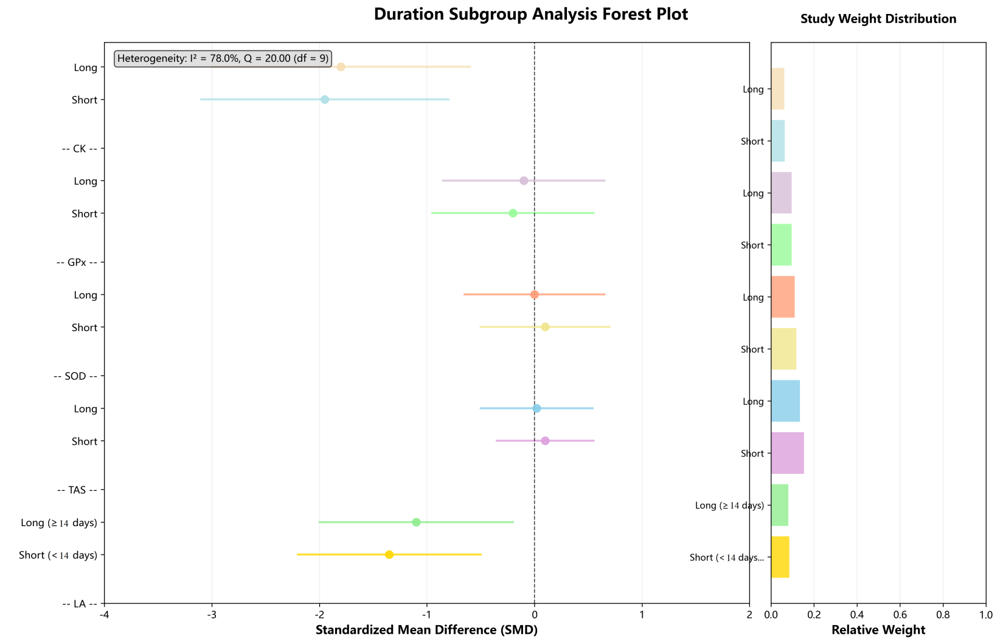 Duration Subgroup Analysis Forest Plot
Study Weight Distribution
Heterogeneity: I² = 78.0%, Q = 20.00 (df = 9)
Long
Short
-- CK --
Long
Short
-- GPx --
Long
Short
-- SOD --
Long
Short
-- TAS --
Long (≥ 14 days)
Short (< 14 days)
-- LA --
-4
-3
-2
-1
0
1
2
Standardized Mean Difference (SMD)
Long
Short
Long
Short
Long
Short
Long
Short
Long (≥ 14 days)
Short (< 14 days...
0.0
0.2
0.4
0.6
0.8
1.0
Relative Weight